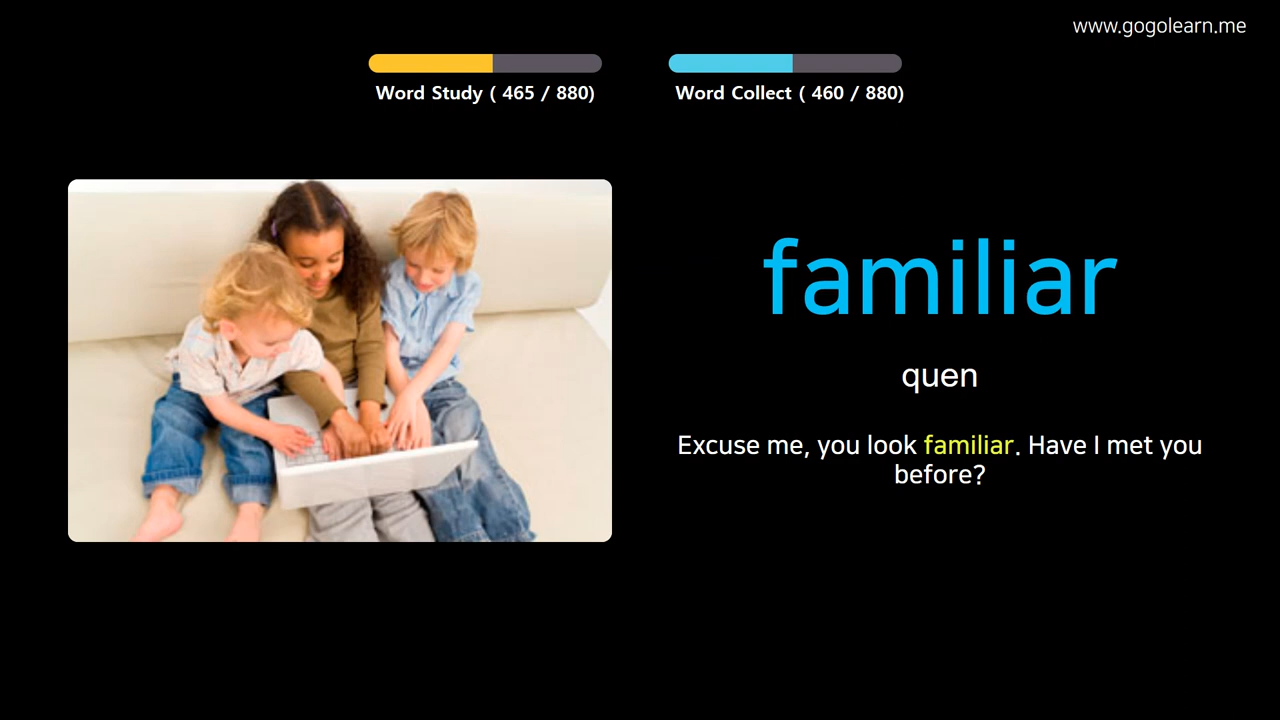 www.gogolearn.me
Word Study ( 465 / 880)
Word Collect ( 460 / 880)
familiar
quen
Excuse me, you look familiar. Have I met you
before?